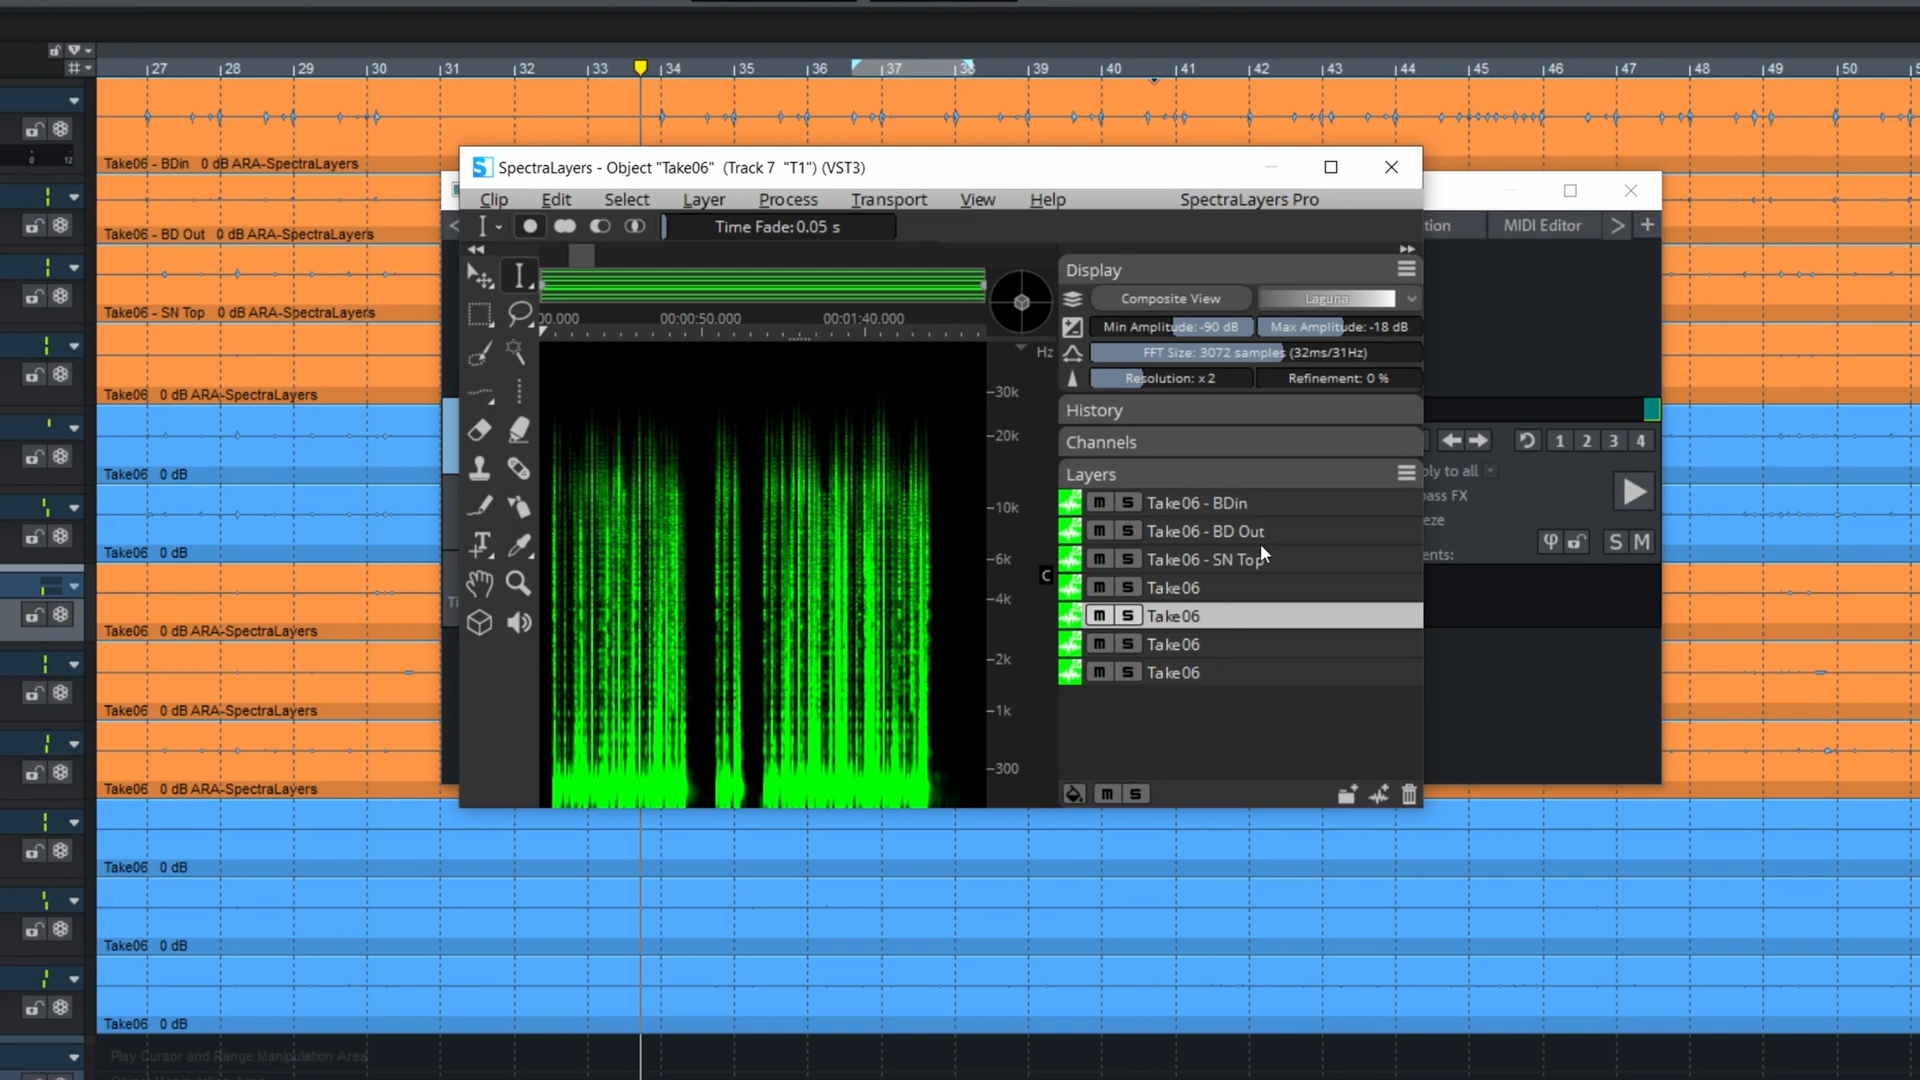 27 28 29 30 31 32 33 34 35 36 37 38 39 40 41 42 43 44 45 46 47 48 49 50
0 12
Take06 - BDin 0 dB ARA-SpectraLayers
Take06 - BD Out 0 dB ARA-SpectraLayers
Take06 - SN Top 0 dB ARA-SpectraLayers
Take06 0 dB ARA-SpectraLayers
Take06 0 dB
Take06 0 dB
Take06 0 dB ARA-SpectraLayers
Take06 0 dB ARA-SpectraLayers
Take06 0 dB ARA-SpectraLayers
Take06 0 dB
Take06 0 dB
Take06 0 dB
Play Cursor and Range Manipulation Area
SpectraLayers - Object "Take06" (Track 7 "T1") (VST3)
Clip Edit Select Layer Process Transport View Help SpectraLayers Pro
Time Fade: 0.05 s
00.000 00:00:50.000 00:01:40.000
Hz
30k
20k
10k
6k
4k
2k
1k
300
C
Display
Composite View Laguna
Min Amplitude: -90 dB Max Amplitude: -18 dB
FFT Size: 3072 samples (32ms/31Hz)
Resolution: x 2 Refinement: 0 %
History
Channels
Layers
m S Take06 - BDin
m S Take06 - BD Out
m S Take06 - SN Top
m S Take06
m S Take06
m S Take06
m S Take06
m S
tion MIDI Editor
1 2 3 4
ply to all
ass FX
eze
φ S M
ents: